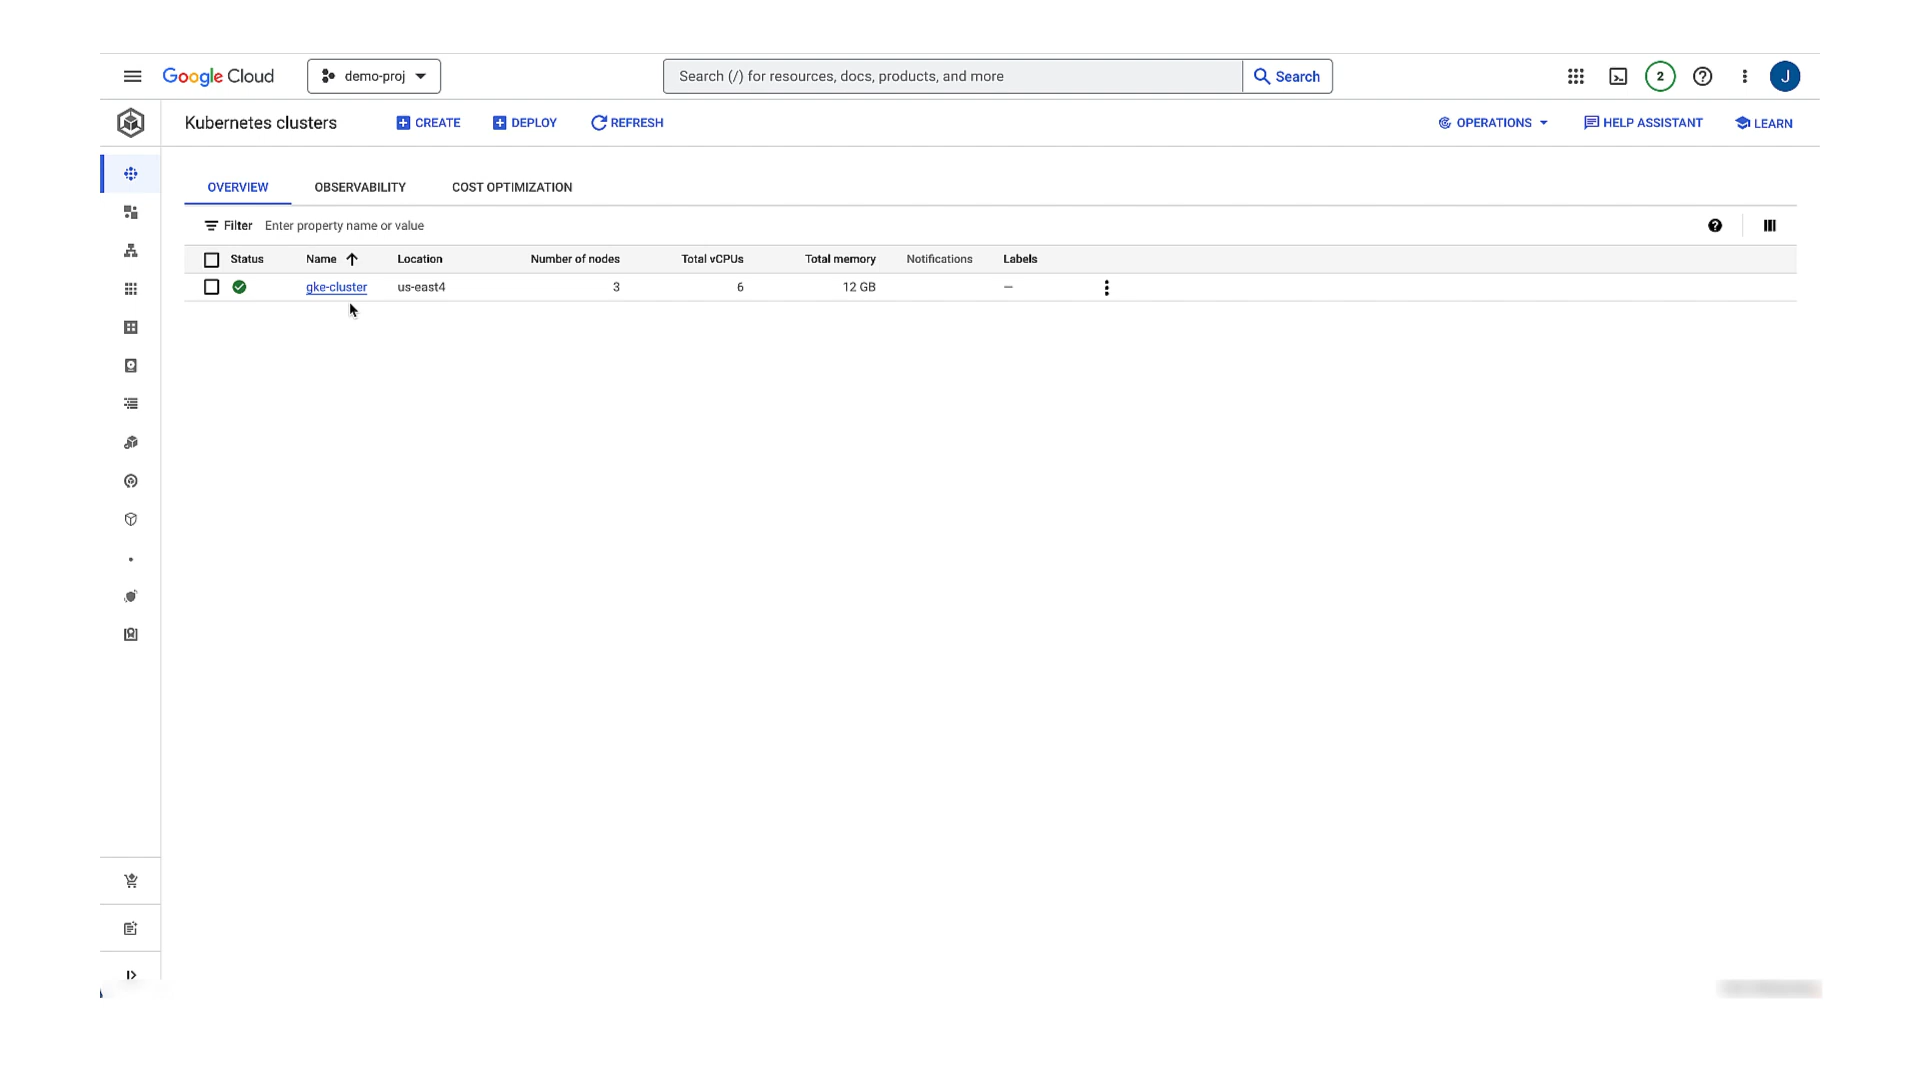 Google Cloud demo-proj Search (/) for resources, docs, products, and more Search 2 J
Kubernetes clusters CREATE DEPLOY REFRESH OPERATIONS HELP ASSISTANT LEARN
OVERVIEW OBSERVABILITY COST OPTIMIZATION
Filter Enter property name or value
Status Name Location Number of nodes Total vCPUs Total memory Notifications Labels
gke-cluster us-east4 3 6 12 GB –